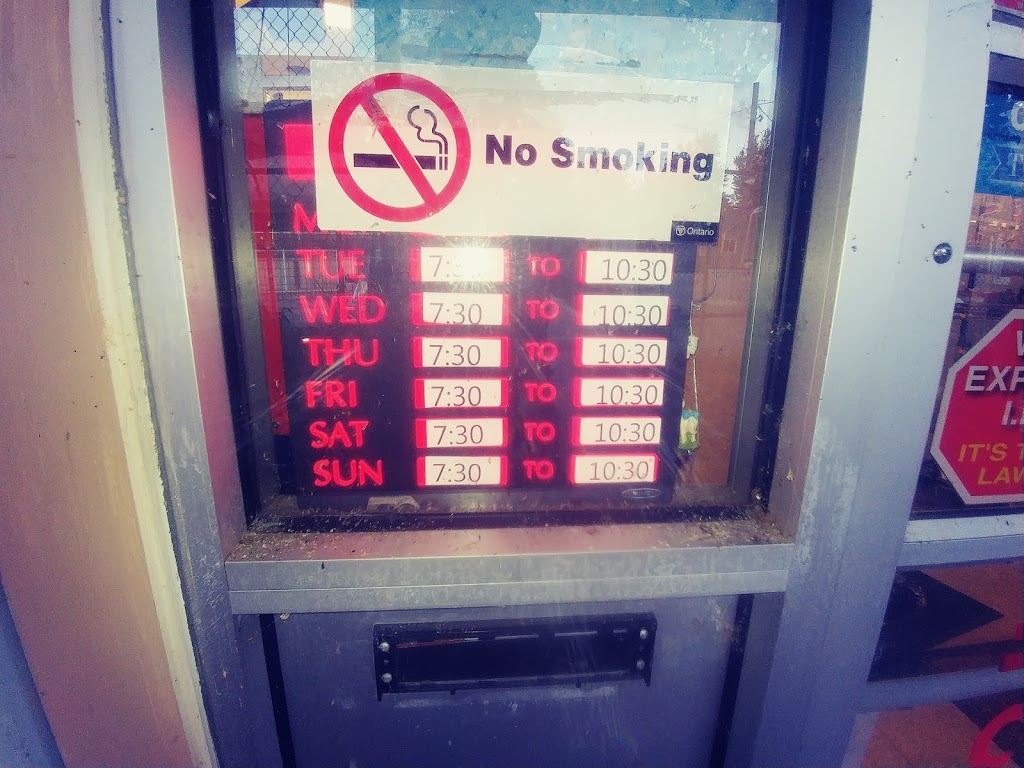 No Smoking
Ontario
TUE 7:30 TO 10:30
WED 7:30 TO 10:30
THU 7:30 TO 10:30
FRI 7:30 TO 10:30
SAT 7:30 TO 10:30
SUN 7:30 TO 10:30
IT'S
LAW